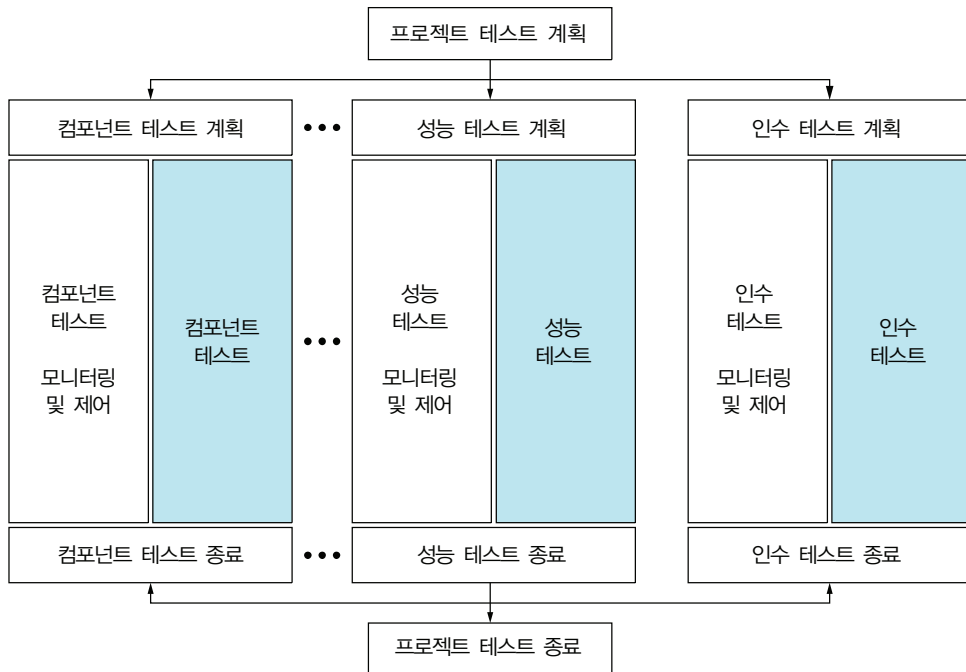 프로젝트 테스트 계획
컴포넌트 테스트 계획
성능 테스트 계획
인수 테스트 계획
컴포넌트
테스트
모니터링
및 제어
컴포넌트
테스트
성능
테스트
모니터링
및 제어
성능
테스트
인수
테스트
모니터링
및 제어
인수
테스트
컴포넌트 테스트 종료
성능 테스트 종료
인수 테스트 종료
프로젝트 테스트 종료